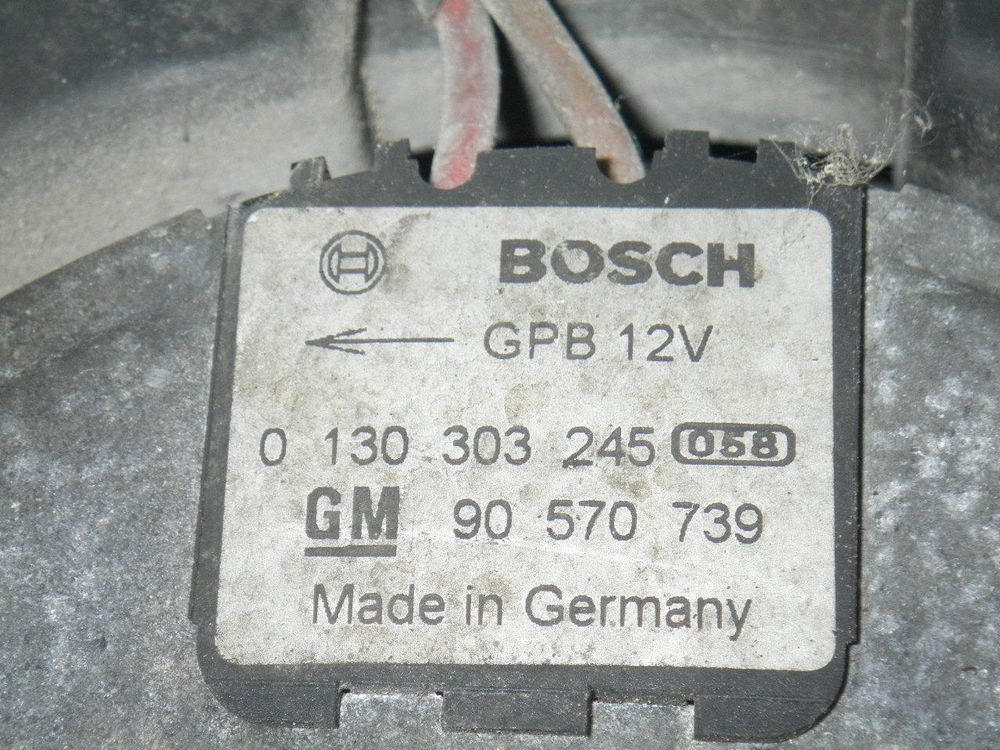 BOSCH
GPB 12V
0 130 303 245 058
GM 90 570 739
Made in Germany